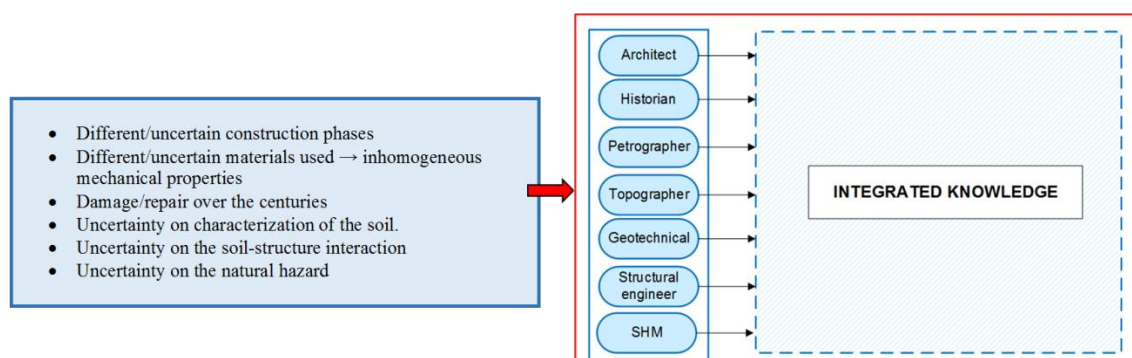 • Different/uncertain construction phases
• Different/uncertain materials used → inhomogeneous
mechanical properties
• Damage/repair over the centuries
• Uncertainty on characterization of the soil.
• Uncertainty on the soil-structure interaction
• Uncertainty on the natural hazard
Architect
Historian
Petrographer
Topographer
Geotechnical
Structural
engineer
SHM
INTEGRATED KNOWLEDGE